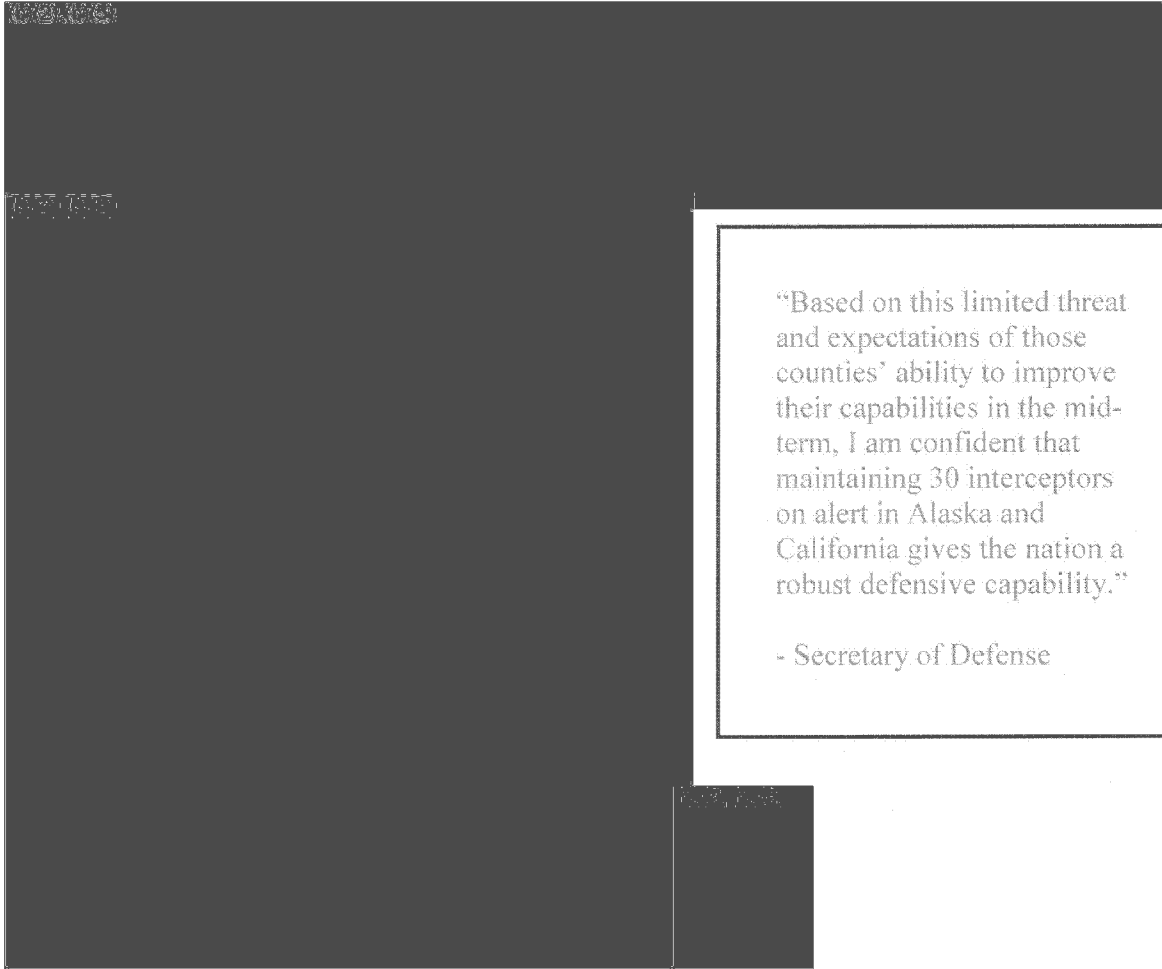 “Based on this limited threat
and expectations of those
counties’ ability to improve
their capabilities in the mid-
term, I am confident that
maintaining 30 interceptors
on alert in Alaska and
California gives the nation a
robust defensive capability.”
- Secretary of Defense